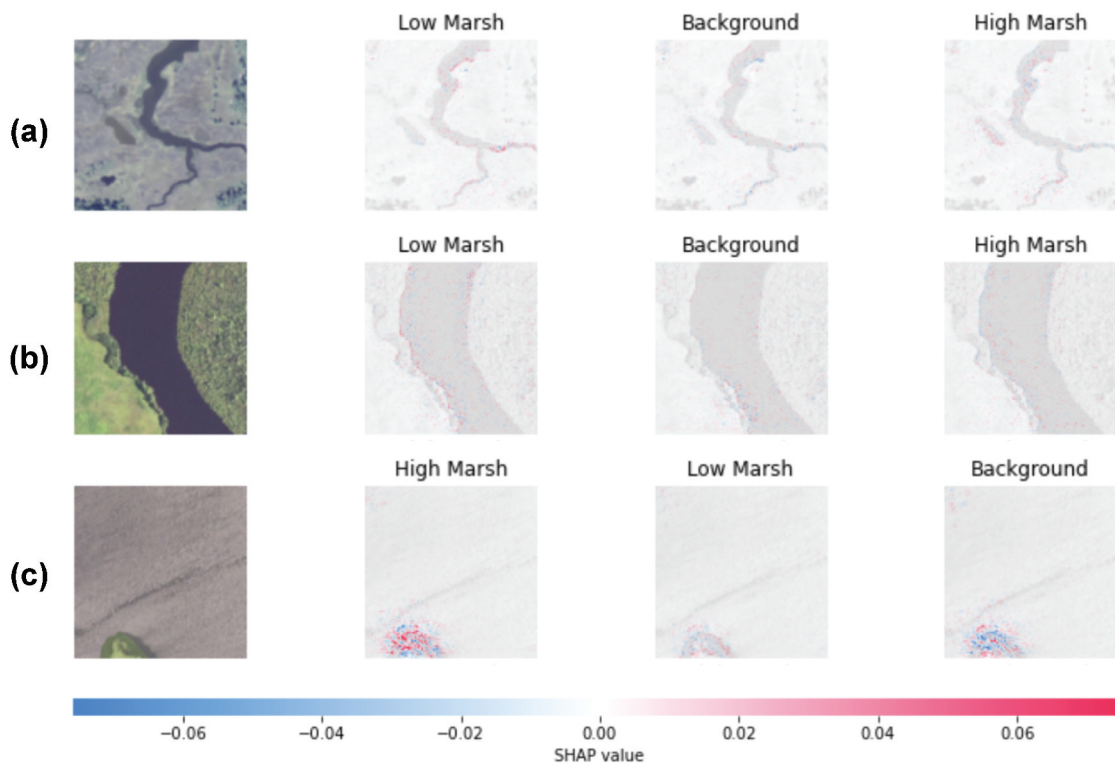 Low Marsh Background High Marsh
(a)
Low Marsh Background High Marsh
(b)
High Marsh Low Marsh Background
(c)
−0.06 −0.04 −0.02 0.00 0.02 0.04 0.06
SHAP value